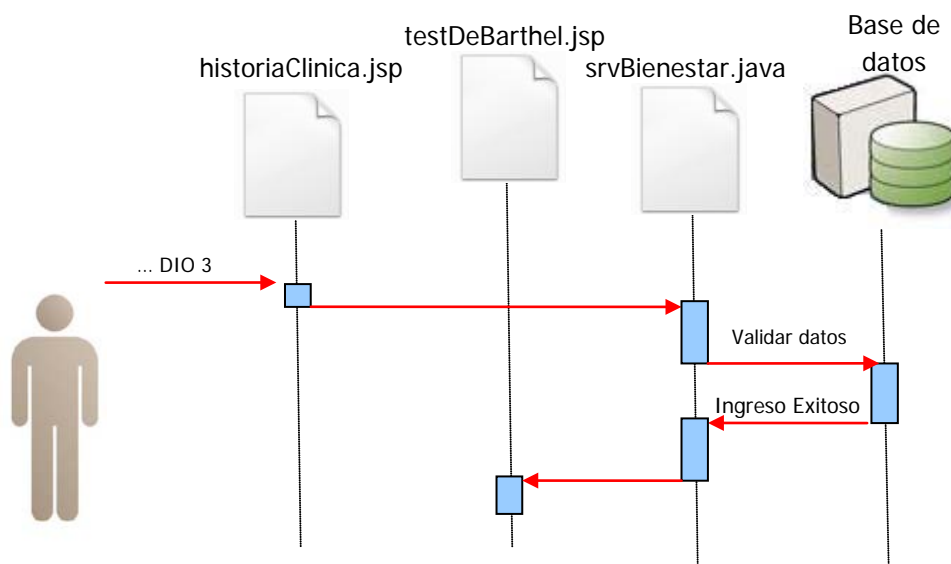 Base de
datos
testDeBarthel.jsp
historiaClinica.jsp
srvBienestar.java
... DIO 3
Validar datos
Ingreso Exitoso